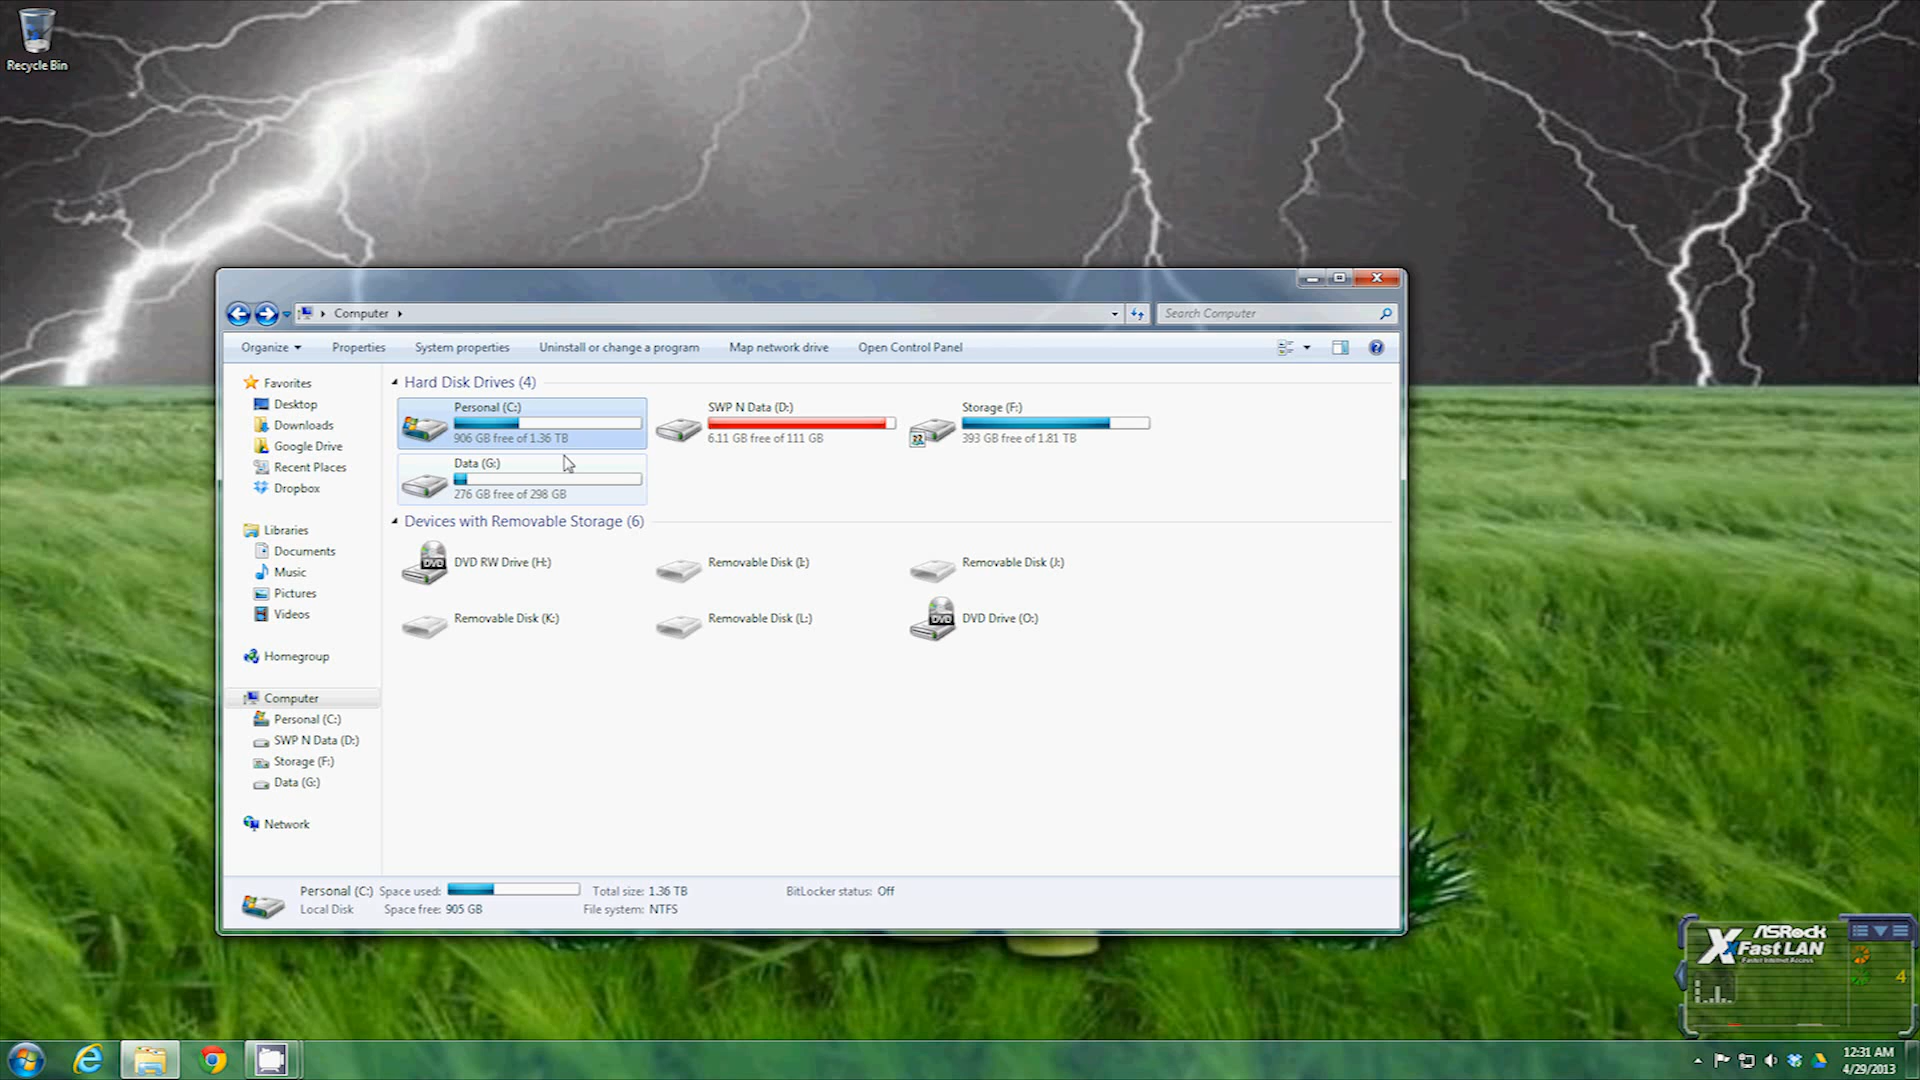 Recycle Bin
Computer
Search Computer
Organize
Properties
System properties
Uninstall or change a program
Map network drive
Open Control Panel
Favorites
Desktop
Downloads
Google Drive
Recent Places
Dropbox
Libraries
Documents
Music
Pictures
Videos
Homegroup
Computer
Personal (C:)
SWP N Data (D:)
Storage (F:)
Data (G:)
Network
Hard Disk Drives (4)
Personal (C:)
906 GB free of 1.36 TB
SWP N Data (D:)
6.11 GB free of 111 GB
Storage (F:)
393 GB free of 1.81 TB
Data (G:)
276 GB free of 298 GB
Devices with Removable Storage (6)
DVD RW Drive (H:)
Removable Disk (I:)
Removable Disk (J:)
Removable Disk (K:)
Removable Disk (L:)
DVD Drive (O:)
DVD
DVD
Personal (C:) Space used: Total size: 1.36 TB BitLocker status: Off
Local Disk Space free: 905 GB File system: NTFS
ASRock
XFast LAN
Faster Internet Access
4
12:31 AM
4/29/2013